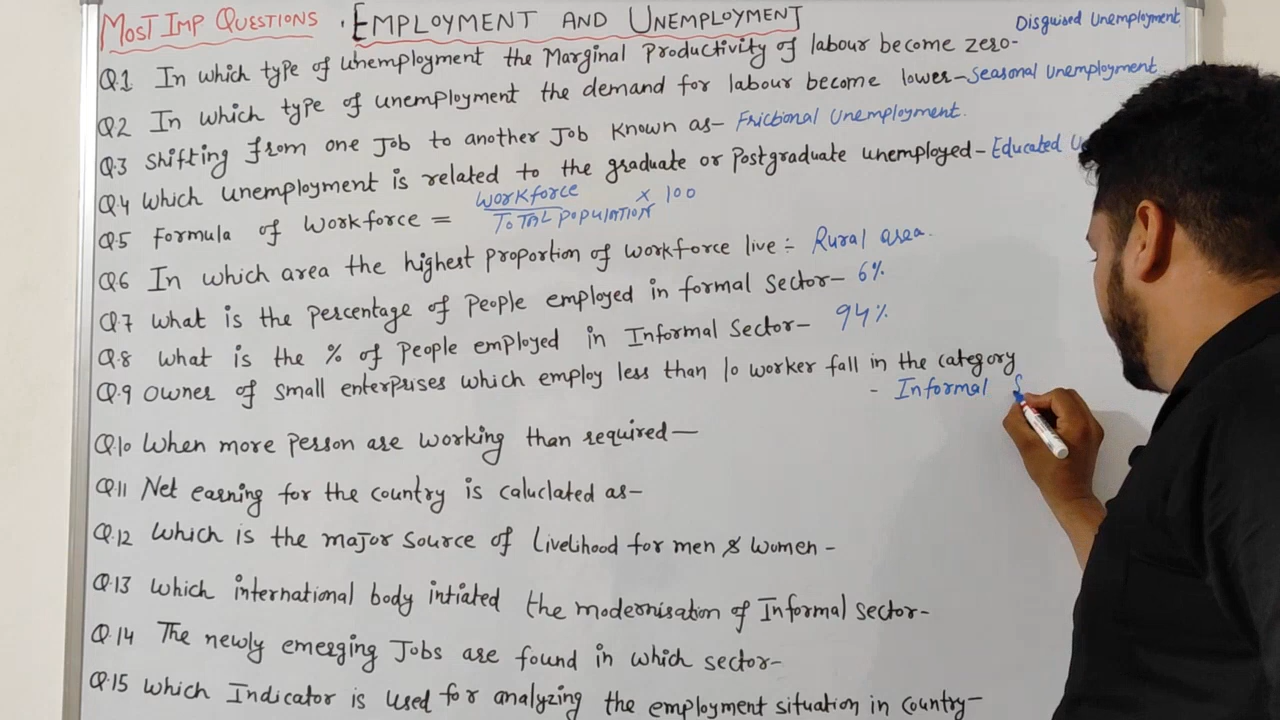 MOST IMP QUESTIONS . EMPLOYMENT AND UNEMPLOYMENT
Disguised Unemployment
Q.1 In which type of unemployment the Marginal Productivity of labour become zero-
Q.2 In which type of unemployment the demand for labour become lower- Seasonal Unemployment
Q.3 Shifting from one Job to another Job known as- Frictional Unemployment.
Q.4 Which unemployment is related to the graduate or Postgraduate unemployed- Educated
Q.5 Formula of workforce = WorKforce
TOTAL POPULATION × 100
Q.6 In which area the highest proportion of workforce live :- Rural area.
Q.7 What is the percentage of People employed in formal Sector- 6%
Q.8 What is the % of People employed in Informal Sector- 94%
Q.9 Owner of small enterprises which employ less than 10 worker fall in the category
- Informal S
Q.10 When more person are working than required-
Q.11 Net earning for the country is caluclated as-
Q.12 Which is the major source of livelihood for men & women -
Q.13 Which international body intiated the modernisation of Informal Sector-
Q.14 The newly emerging Jobs are found in which sector-
Q.15 Which Indicator is used for analyzing the employment situation in country-